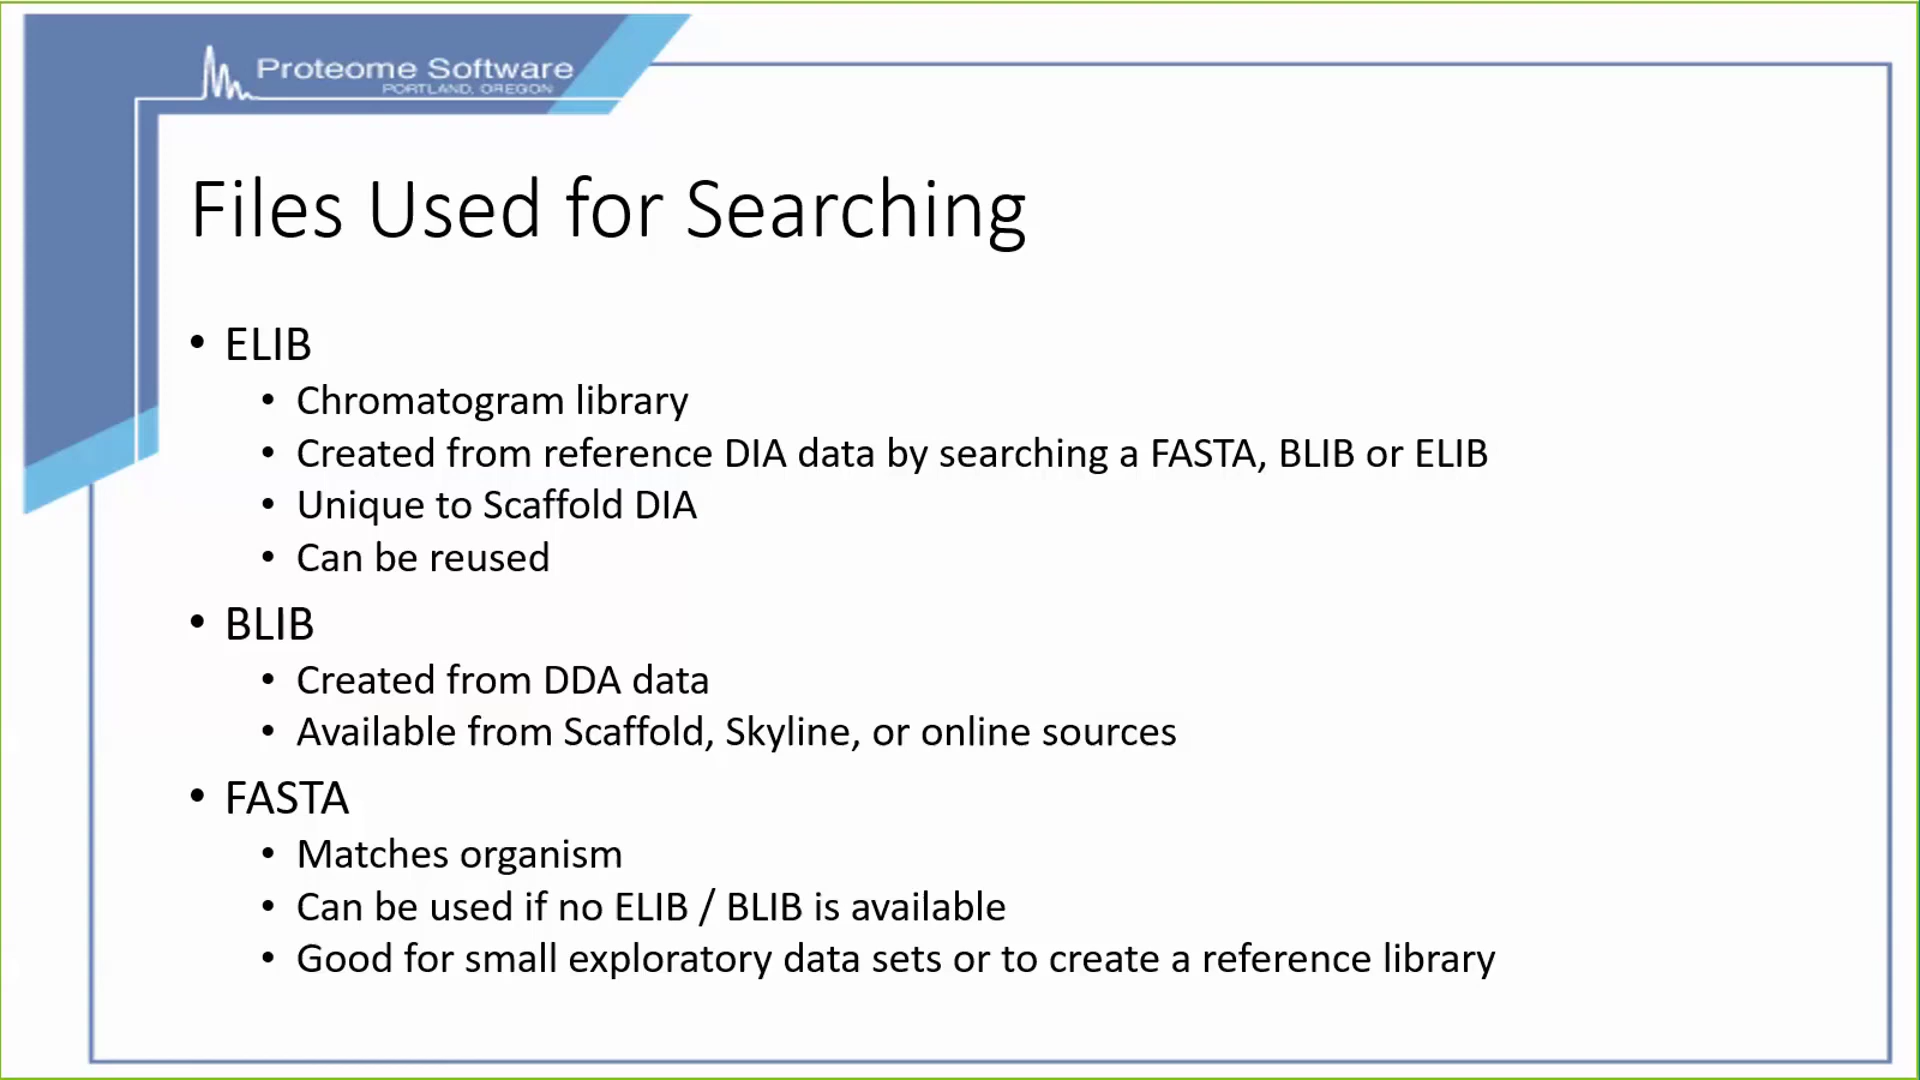 Proteome Software
PORTLAND, OREGON
Files Used for Searching
• ELIB
• Chromatogram library
• Created from reference DIA data by searching a FASTA, BLIB or ELIB
• Unique to Scaffold DIA
• Can be reused
• BLIB
• Created from DDA data
• Available from Scaffold, Skyline, or online sources
• FASTA
• Matches organism
• Can be used if no ELIB / BLIB is available
• Good for small exploratory data sets or to create a reference library